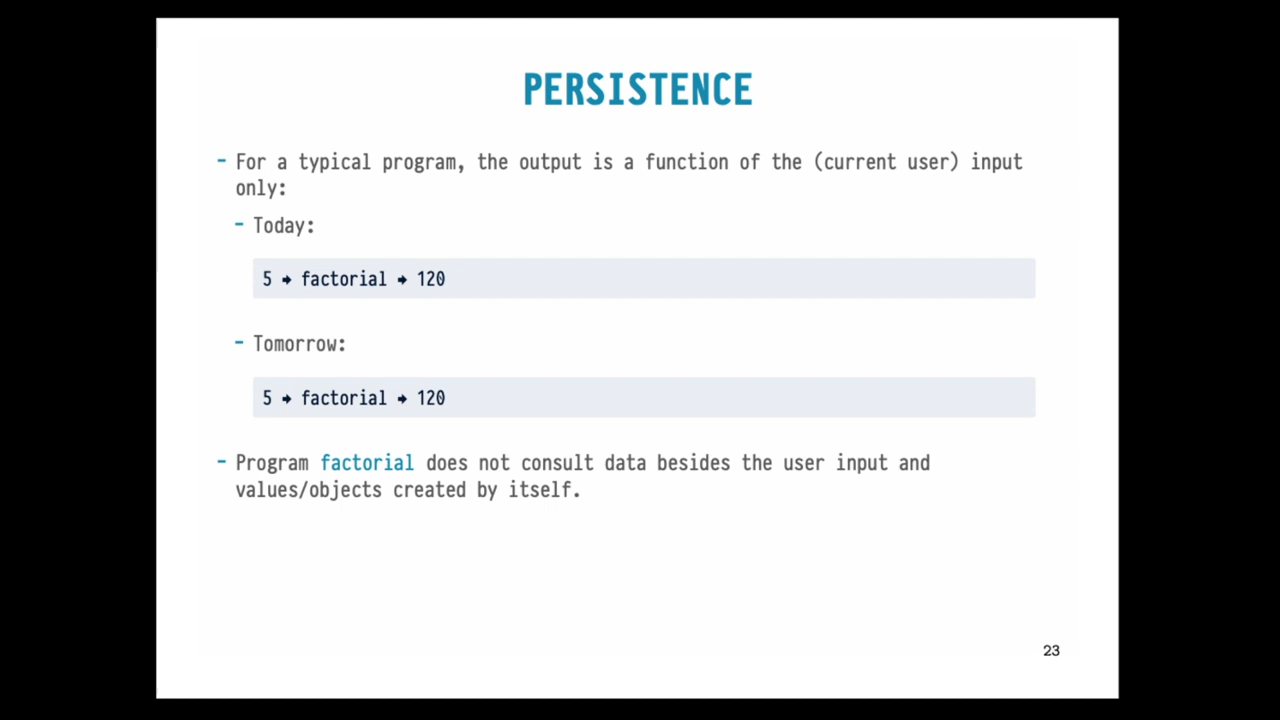 PERSISTENCE
- For a typical program, the output is a function of the (current user) input
only:
- Today:
5 → factorial → 120
- Tomorrow:
5 → factorial → 120
- Program factorial does not consult data besides the user input and
values/objects created by itself.
23